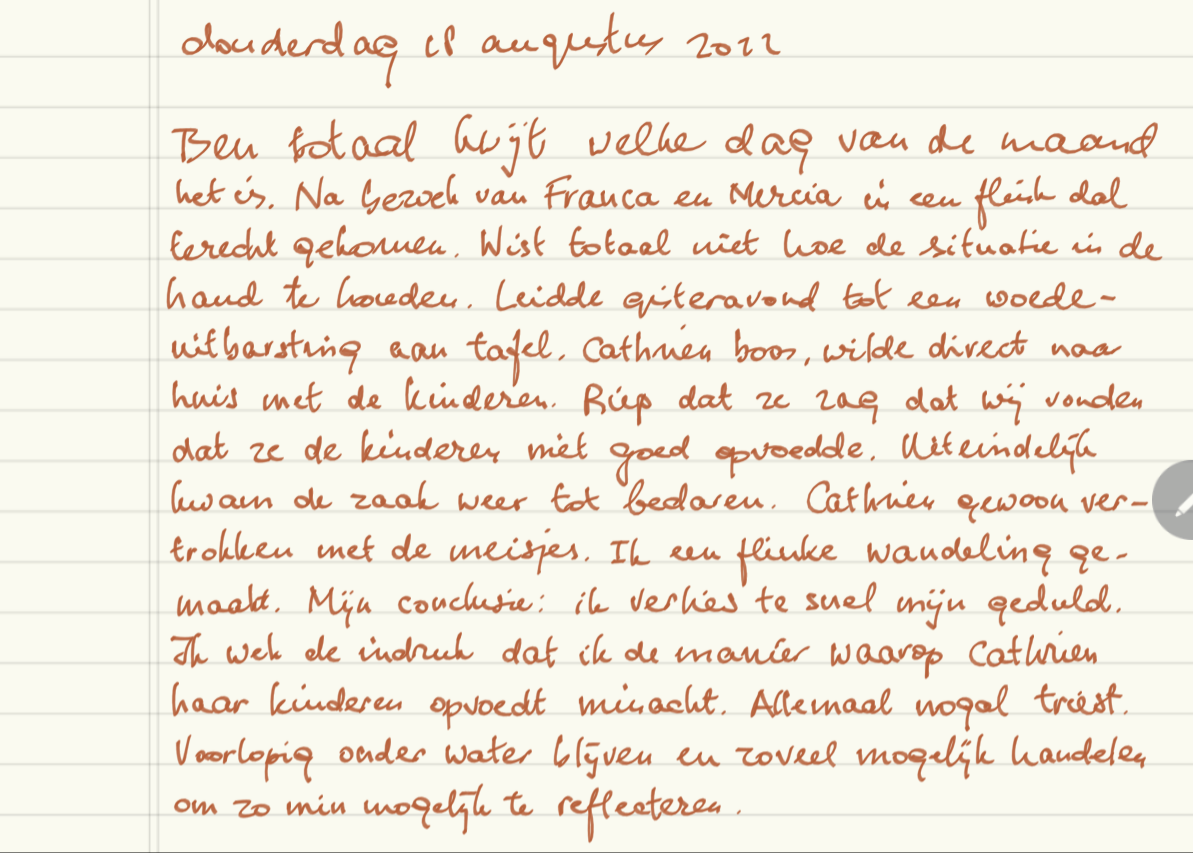 donderdag 18 augustus 2022
Ben totaal kwijt welke dag van de maand
het is. Na bezoek van Franca en Mercia in een flink dal
terecht gekomen. Wist totaal niet hoe de situatie in de
hand te houden. Leidde gisteravond tot een woede-
uitbarsting aan tafel. Cathrien boos, wilde direct naar
huis met de kinderen. Riep dat ze zag dat wij vonden
dat ze de kinderen niet goed opvoedde. Uiteindelijk
kwam de zaak weer tot bedaren. Cathrien gewoon ver-
trokken met de meisjes. Ik een flinke wandeling ge-
maakt. Mijn conclusie: ik verlies te snel mijn geduld.
Ik wek de indruk dat ik de manier waarop Cathrien
haar kinderen opvoedt minacht. Allemaal nogal triest.
Voorlopig onder water blijven en zoveel mogelijk handelen
om zo min mogelijk te reflecteren.